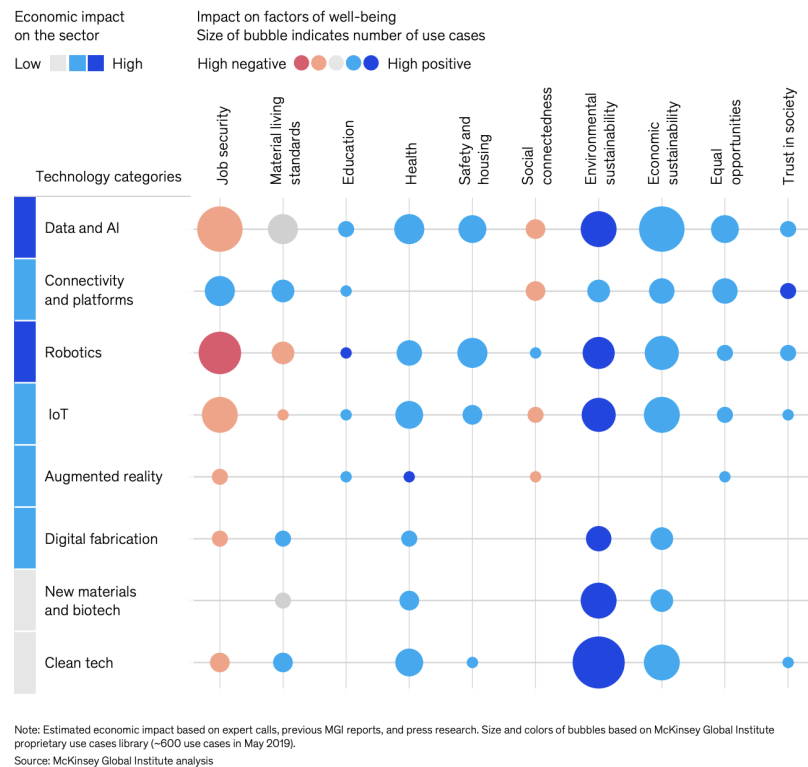 Economic impact
on the sector
Low
High
Impact on factors of well-being
Size of bubble indicates number of use cases
High negative
High positive
Technology categories
Job security
Material living
standards
Education
Health
Safety and
housing
Social
connectedness
Environmental
sustainability
Economic
sustainability
Equal
opportunities
Trust in society
Data and AI
Connectivity
and platforms
Robotics
IoT
Augmented reality
Digital fabrication
New materials
and biotech
Clean tech
Note: Estimated economic impact based on expert calls, previous MGI reports, and press research. Size and colors of bubbles based on McKinsey Global Institute
proprietary use cases library (~600 use cases in May 2019).
Source: McKinsey Global Institute analysis